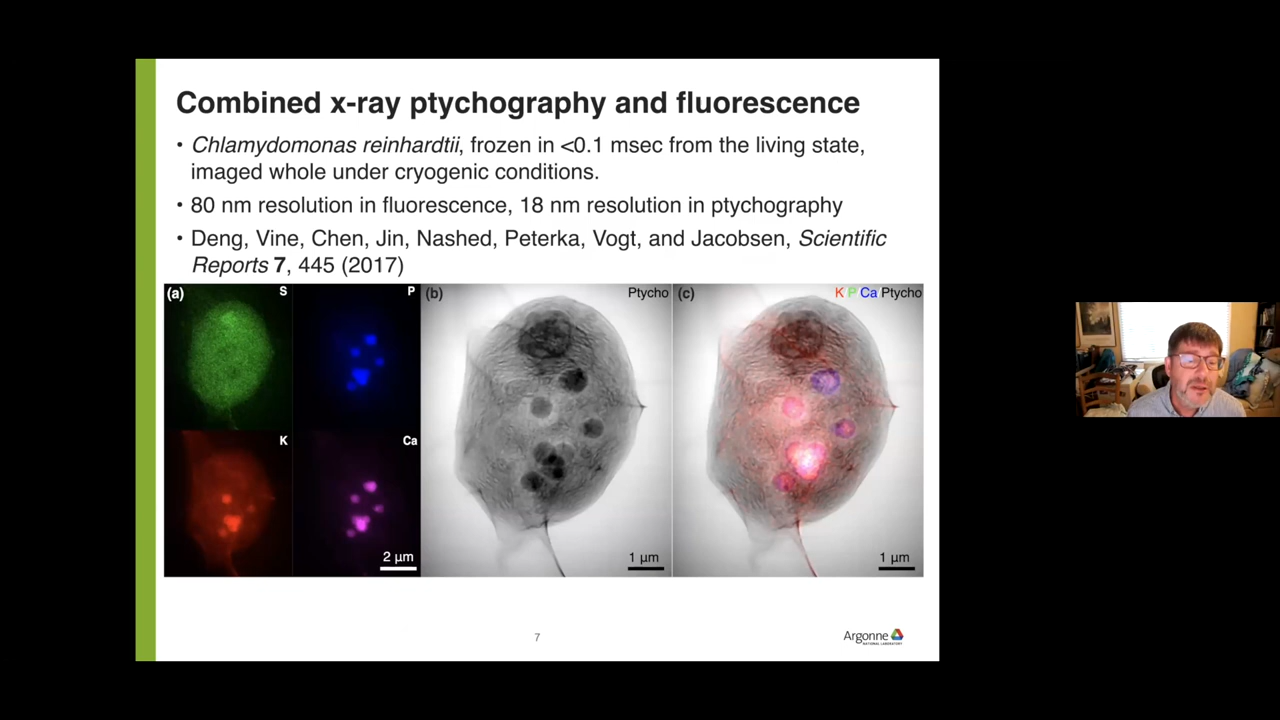 Combined x-ray ptychography and fluorescence
• Chlamydomonas reinhardtii, frozen in <0.1 msec from the living state,
imaged whole under cryogenic conditions.
• 80 nm resolution in fluorescence, 18 nm resolution in ptychography
• Deng, Vine, Chen, Jin, Nashed, Peterka, Vogt, and Jacobsen, Scientific
Reports 7, 445 (2017)
(a) S P (b) Ptycho (c) K/P/Ca/Ptycho
K Ca
2 µm 1 µm 1 µm
7
Argonne
NATIONAL LABORATORY